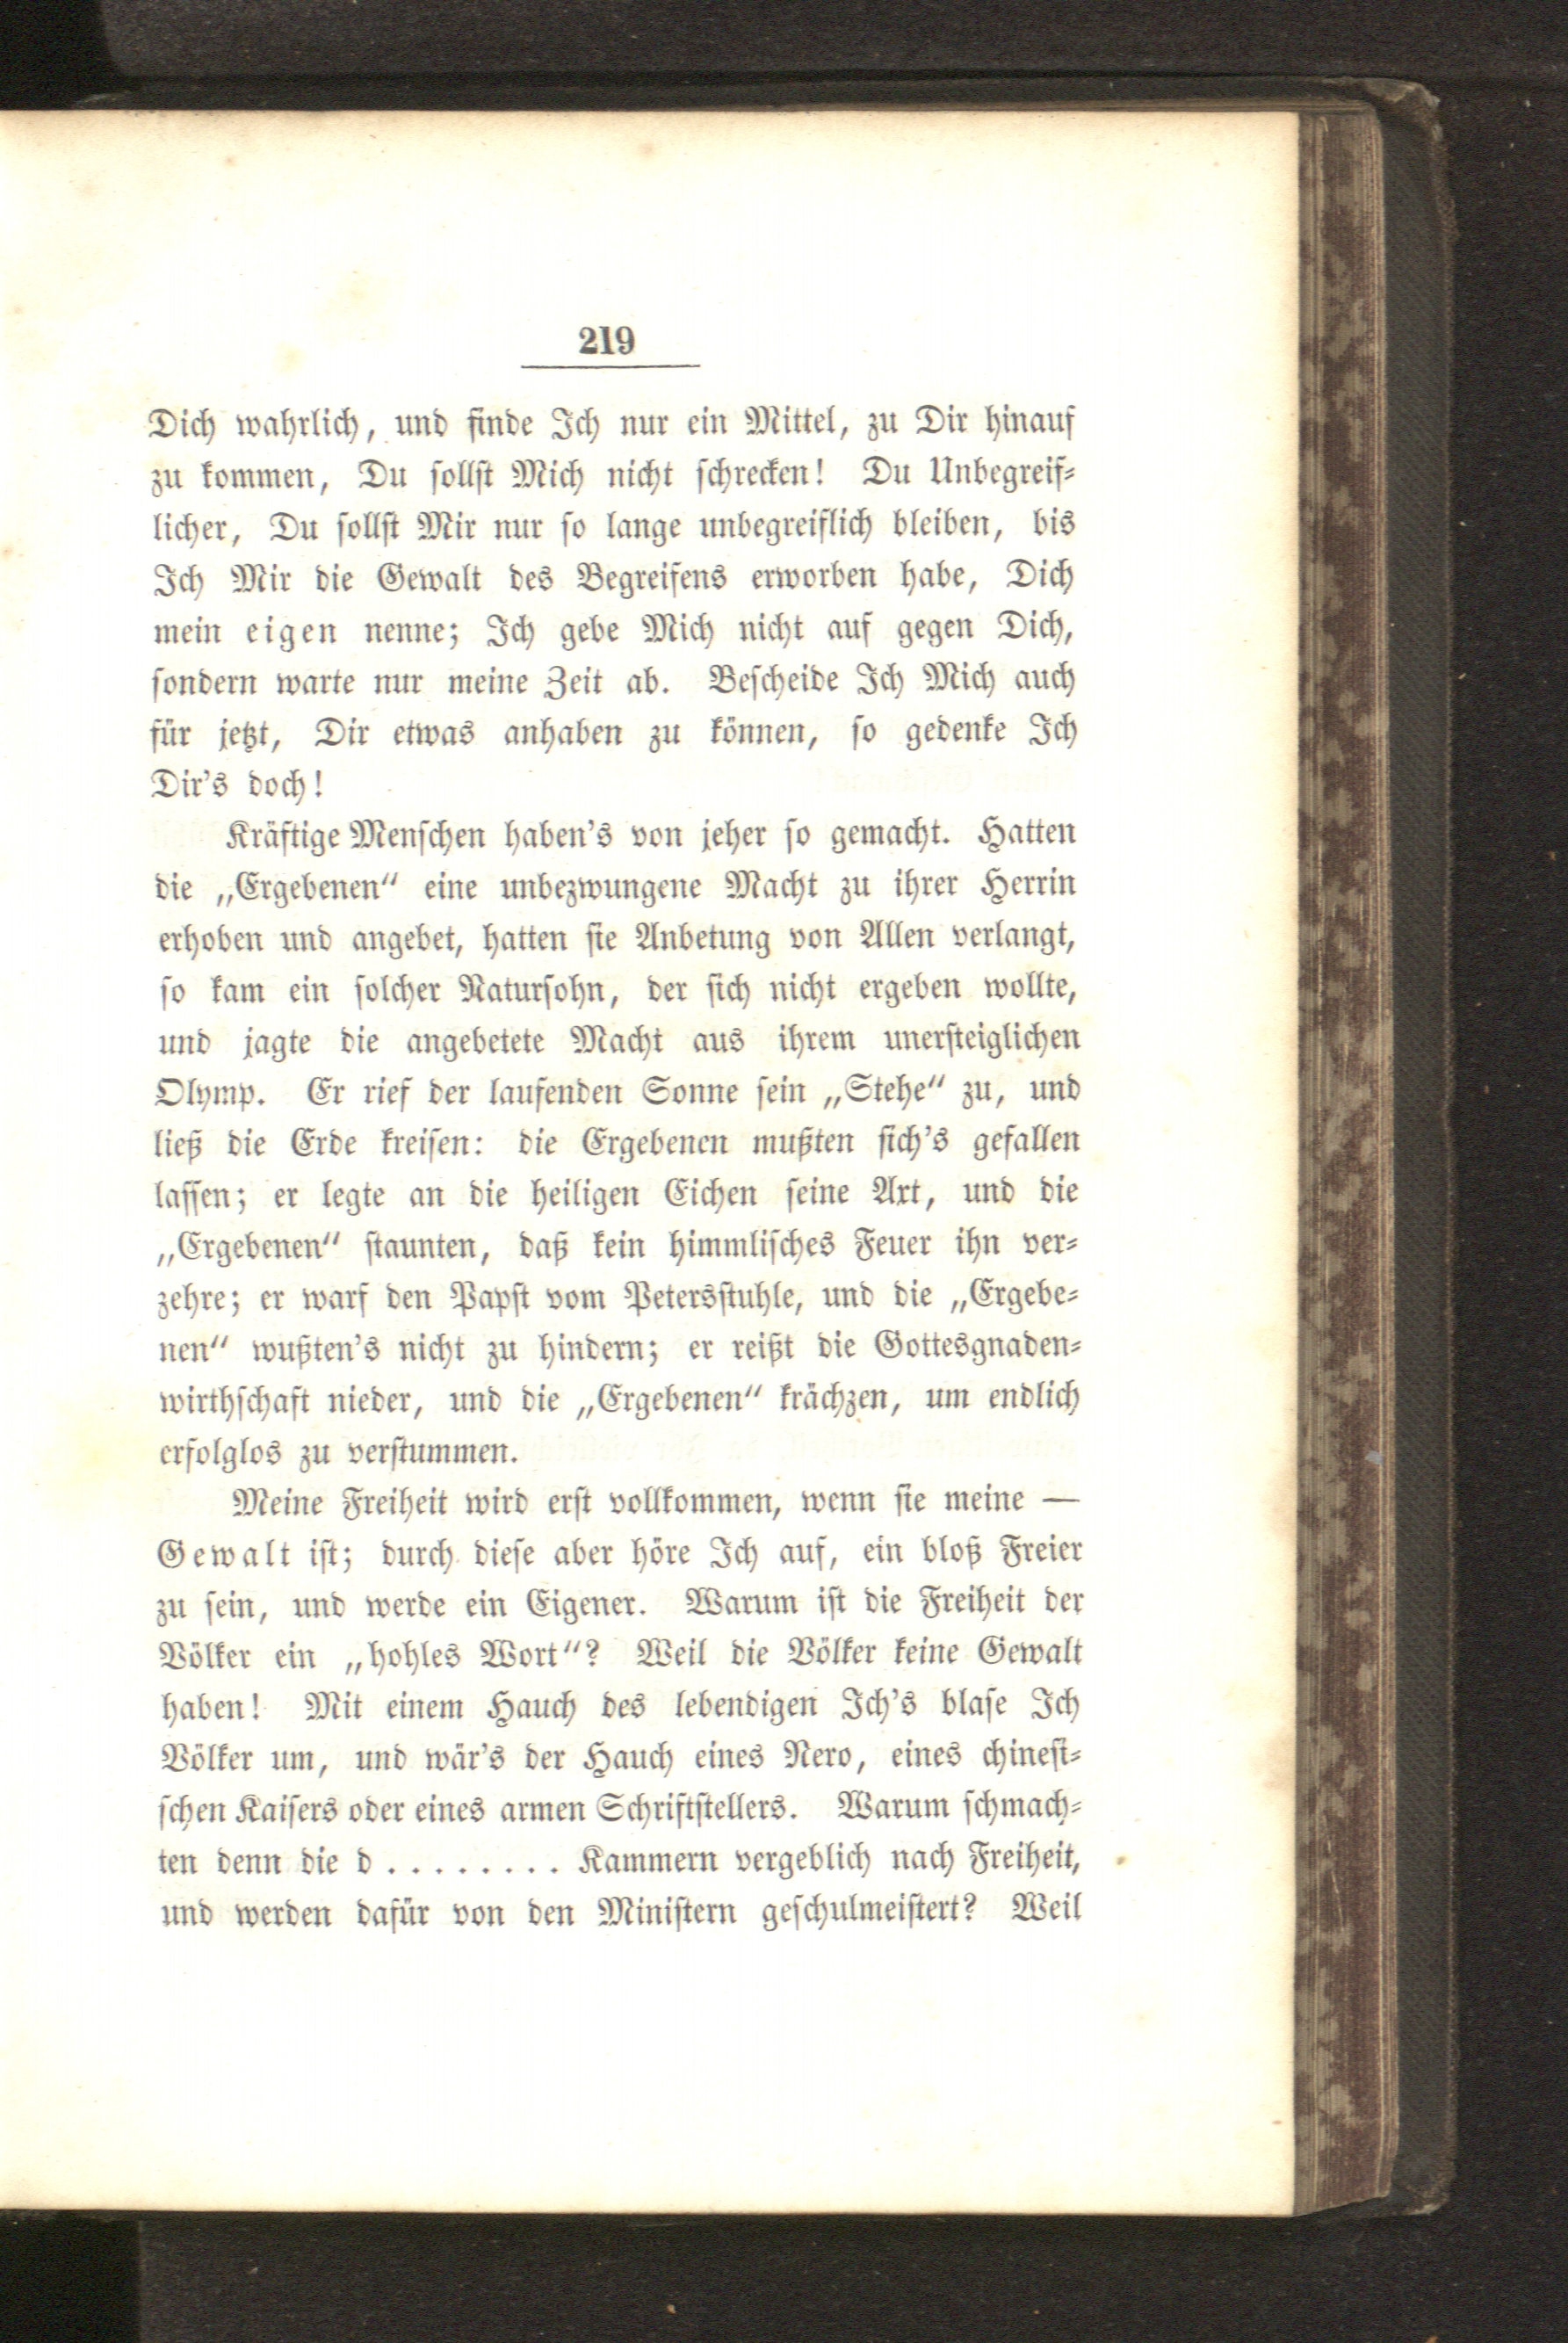 219
Dich wahrlich, und finde Ich nur ein Mittel, zu Dir hinauf
zu kommen, Du sollst Mich nicht schrecken! Du Unbegreif-
licher, Du sollst Mir nur so lange unbegreiflich bleiben, bis
Ich Mir die Gewalt des Begreifens erworben habe, Dich
mein eigen nenne; Ich gebe Mich nicht auf gegen Dich,
sondern warte nur meine Zeit ab. Bescheide Ich Mich auch
für jetzt, Dir etwas anhaben zu können, so gedenke Ich
Dir's doch!
Kräftige Menschen haben's von jeher so gemacht. Hatten
die „Ergebenen“ eine unbezwungene Macht zu ihrer Herrin
erhoben und angebet, hatten sie Anbetung von Allen verlangt,
so kam ein solcher Natursohn, der sich nicht ergeben wollte,
und jagte die angebetete Macht aus ihrem unersteiglichen
Olymp. Er rief der laufenden Sonne sein „Stehe“ zu, und
ließ die Erde kreisen: die Ergebenen mußten sich's gefallen
lassen; er legte an die heiligen Eichen seine Axt, und die
„Ergebenen“ staunten, daß kein himmlisches Feuer ihn ver-
zehre; er warf den Papst vom Petersstuhle, und die „Ergebe-
nen“ wußten's nicht zu hindern; er reißt die Gottesgnaden-
wirthschaft nieder, und die „Ergebenen“ krächzen, um endlich
erfolglos zu verstummen.
Meine Freiheit wird erst vollkommen, wenn sie meine —
Gewalt ist; durch diese aber höre Ich auf, ein bloß Freier
zu sein, und werde ein Eigener. Warum ist die Freiheit der
Völker ein „hohles Wort“? Weil die Völker keine Gewalt
haben! Mit einem Hauch des lebendigen Ich's blase Ich
Völker um, und wär's der Hauch eines Nero, eines chinesi-
schen Kaisers oder eines armen Schriftstellers. Warum schmach-
ten denn die d . . . . . . . . Kammern vergeblich nach Freiheit,
und werden dafür von den Ministern geschulmeistert? Weil